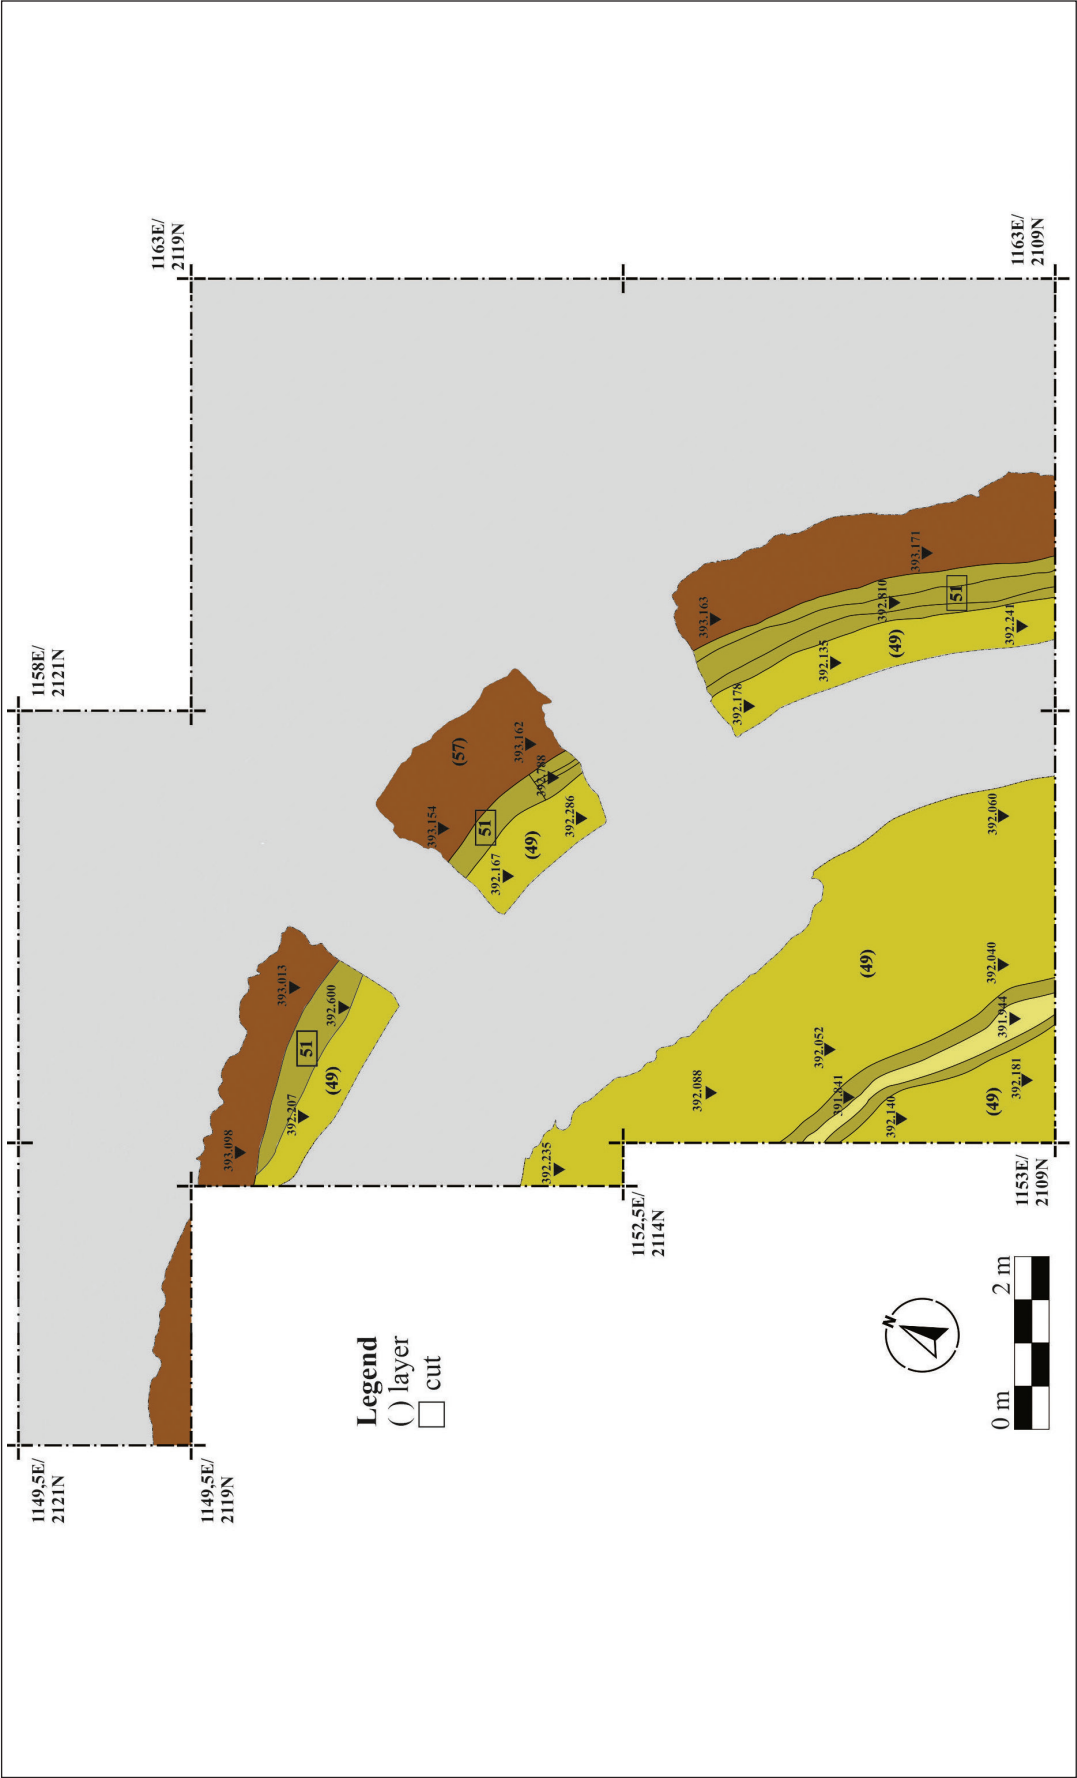 1149,5E/
2121N
1158E/
2121N
1149,5E/
2119N
1163E/
2119N
393.098
393.013
392.207
51
392.600
(49)
393.154
(57)
393.162
51
392.788
392.167
(49)
392.286
392.235
1152,5E/
2114N
392.088
393.163
392.178
392.135
392.052
391.841
(49)
392.810
(49)
393.171
392.140
51
(49)
392.181
391.944
392.040
392.060
392.241
1153E/
2109N
1163E/
2109N
Legend
( ) layer
cut
N
0 m
2 m